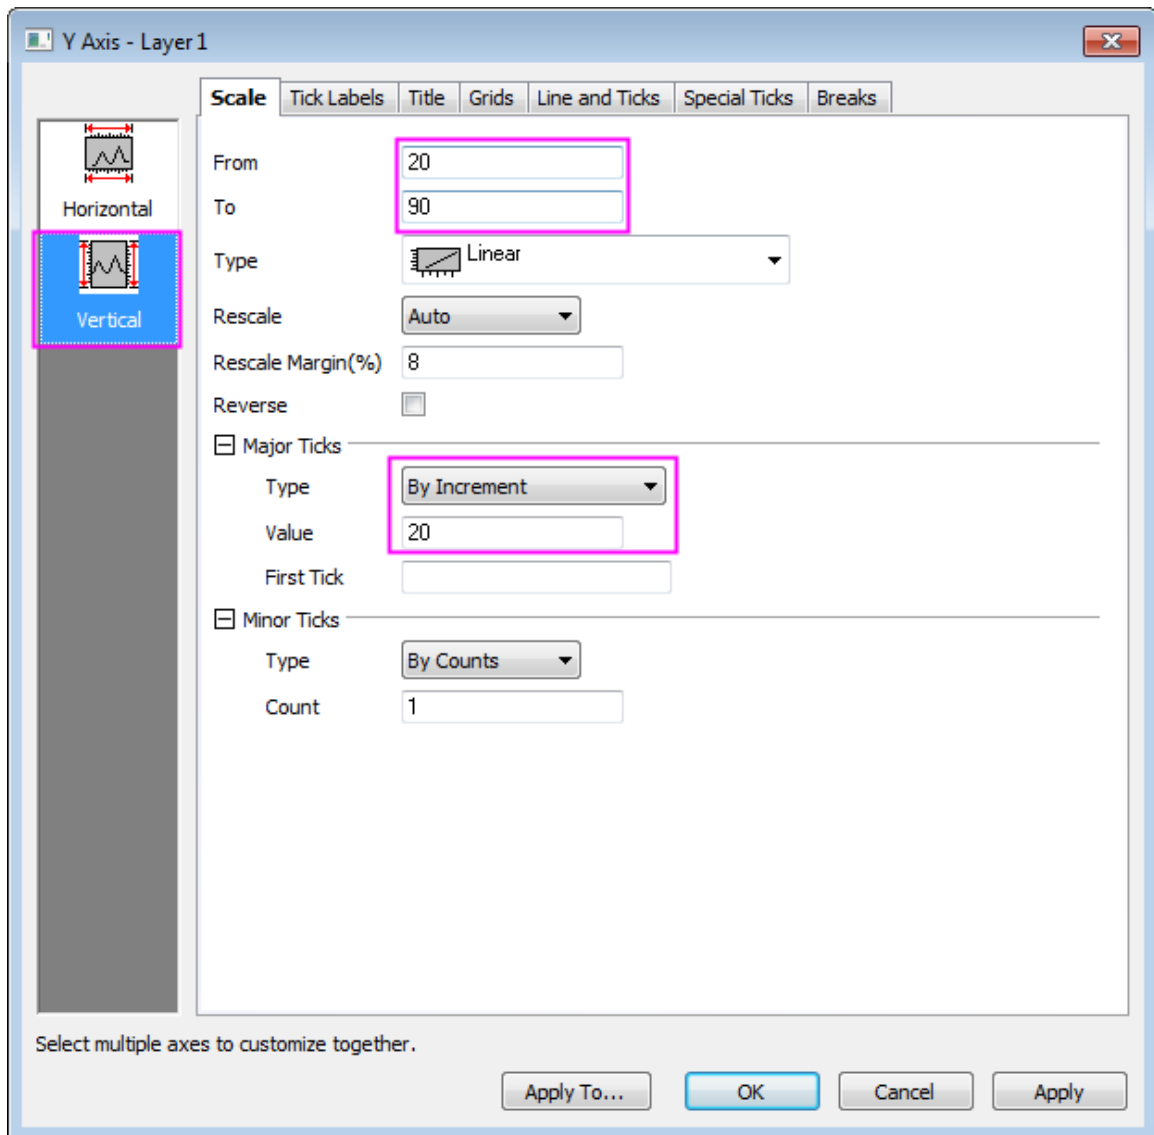 Y Axis - Layer 1
Scale Tick Labels Title Grids Line and Ticks Special Ticks Breaks
Horizontal
Vertical
From 20
To 90
Type Linear
Rescale Auto
Rescale Margin(%) 8
Reverse
Major Ticks
Type By Increment
Value 20
First Tick
Minor Ticks
Type By Counts
Count 1
Select multiple axes to customize together.
Apply To... OK Cancel Apply